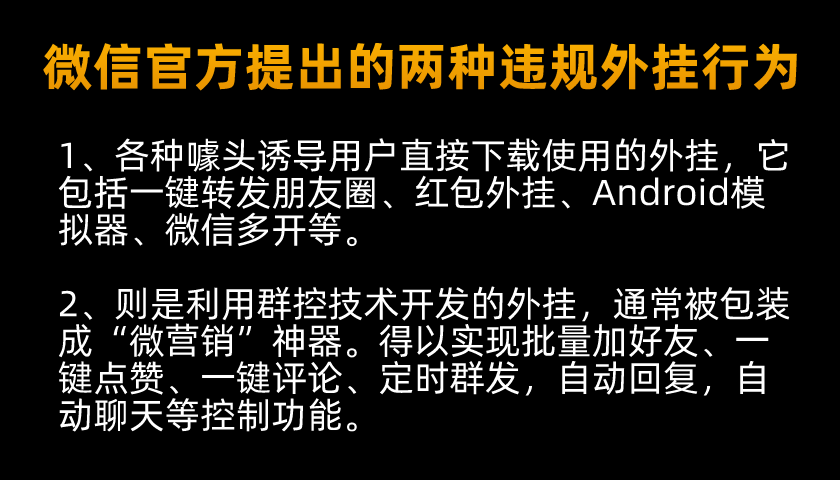 微信官方提出的两种违规外挂行为
1、各种噱头诱导用户直接下载使用的外挂，它
包括一键转发朋友圈、红包外挂、Android模
拟器、微信多开等。
2、则是利用群控技术开发的外挂，通常被包装
成“微营销”神器。得以实现批量加好友、一
键点赞、一键评论、定时群发，自动回复，自
动聊天等控制功能。